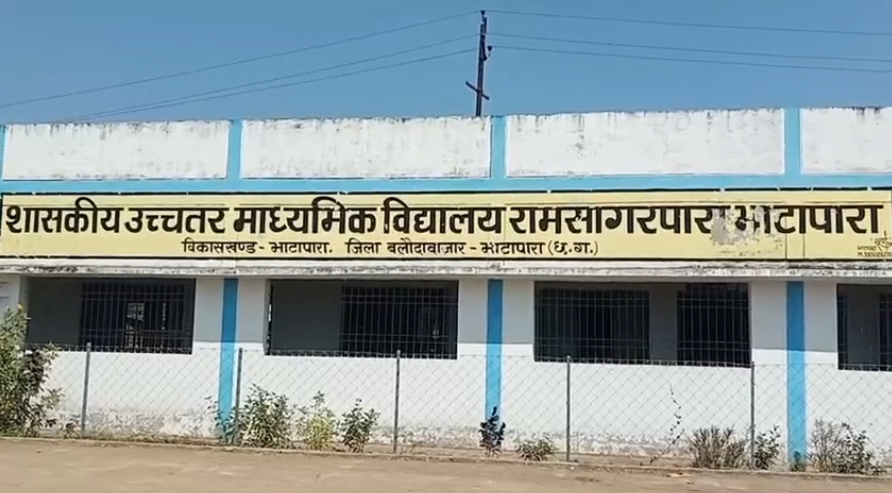 शासकीय उच्चतर माध्यमिक विद्यालय रामसागरपारा भाटापारा
विकासखण्ड - भाटापारा. जिला बलौदाबाजार - भाटापारा (छ.ग.)